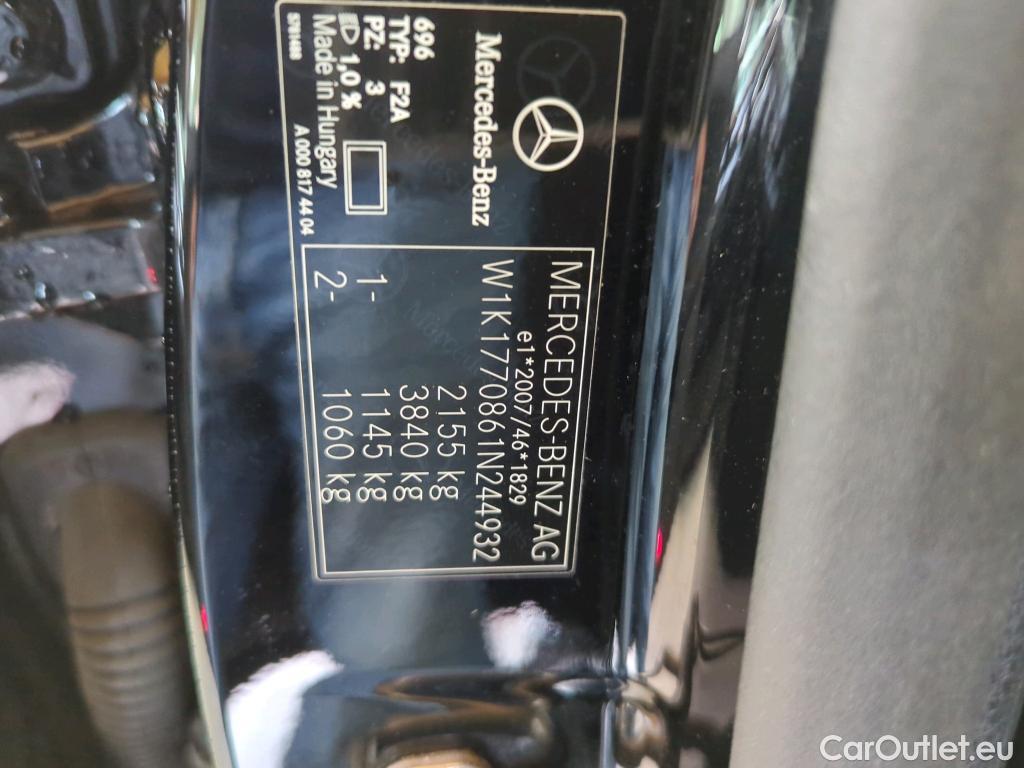 MERCEDES-BENZ AG
e1*2007/46*1829
W1K1770861N244932
2155 kg
3840 kg
1- 1145 kg
2- 1060 kg
Mercedes-Benz
696
TYP: F2A
PZ: 3
1,0 %
Made in Hungary
A 000 817 44 04
CarOutlet.eu